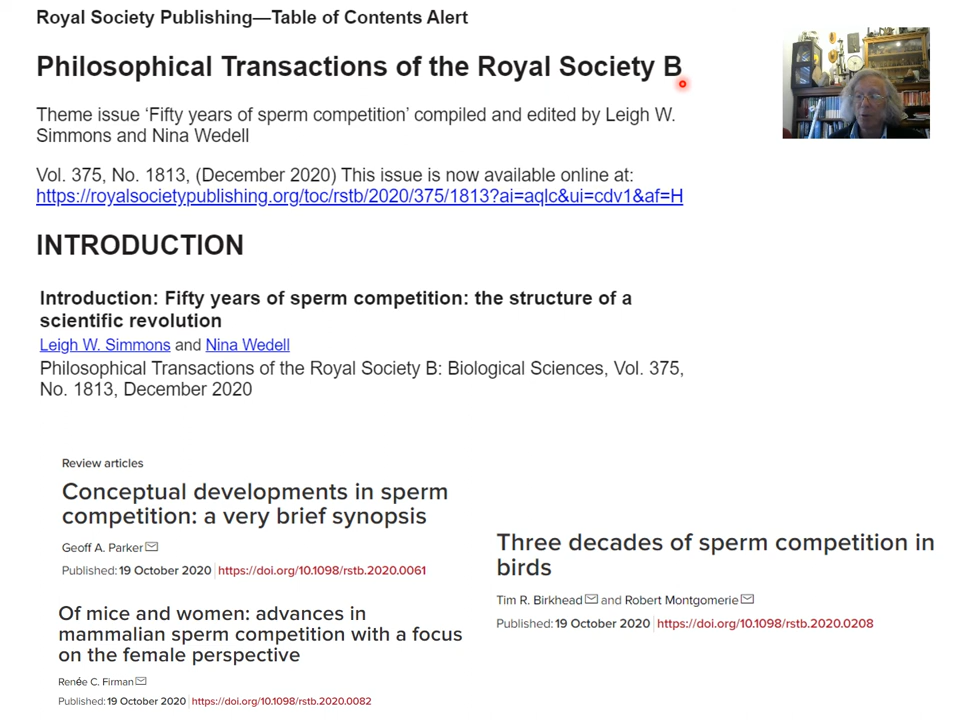 Royal Society Publishing—Table of Contents Alert
Philosophical Transactions of the Royal Society B
Theme issue ‘Fifty years of sperm competition’ compiled and edited by Leigh W.
Simmons and Nina Wedell
Vol. 375, No. 1813, (December 2020) This issue is now available online at:
https://royalsocietypublishing.org/toc/rstb/2020/375/1813?ai=aqlc&ui=cdv1&af=H
INTRODUCTION
Introduction: Fifty years of sperm competition: the structure of a
scientific revolution
Leigh W. Simmons and Nina Wedell
Philosophical Transactions of the Royal Society B: Biological Sciences, Vol. 375,
No. 1813, December 2020
Review articles
Conceptual developments in sperm
competition: a very brief synopsis
Geoff A. Parker
Published: 19 October 2020 https://doi.org/10.1098/rstb.2020.0061
Of mice and women: advances in
mammalian sperm competition with a focus
on the female perspective
Renée C. Firman
Published: 19 October 2020 https://doi.org/10.1098/rstb.2020.0082
Three decades of sperm competition in
birds
Tim R. Birkhead and Robert Montgomerie
Published: 19 October 2020 https://doi.org/10.1098/rstb.2020.0208